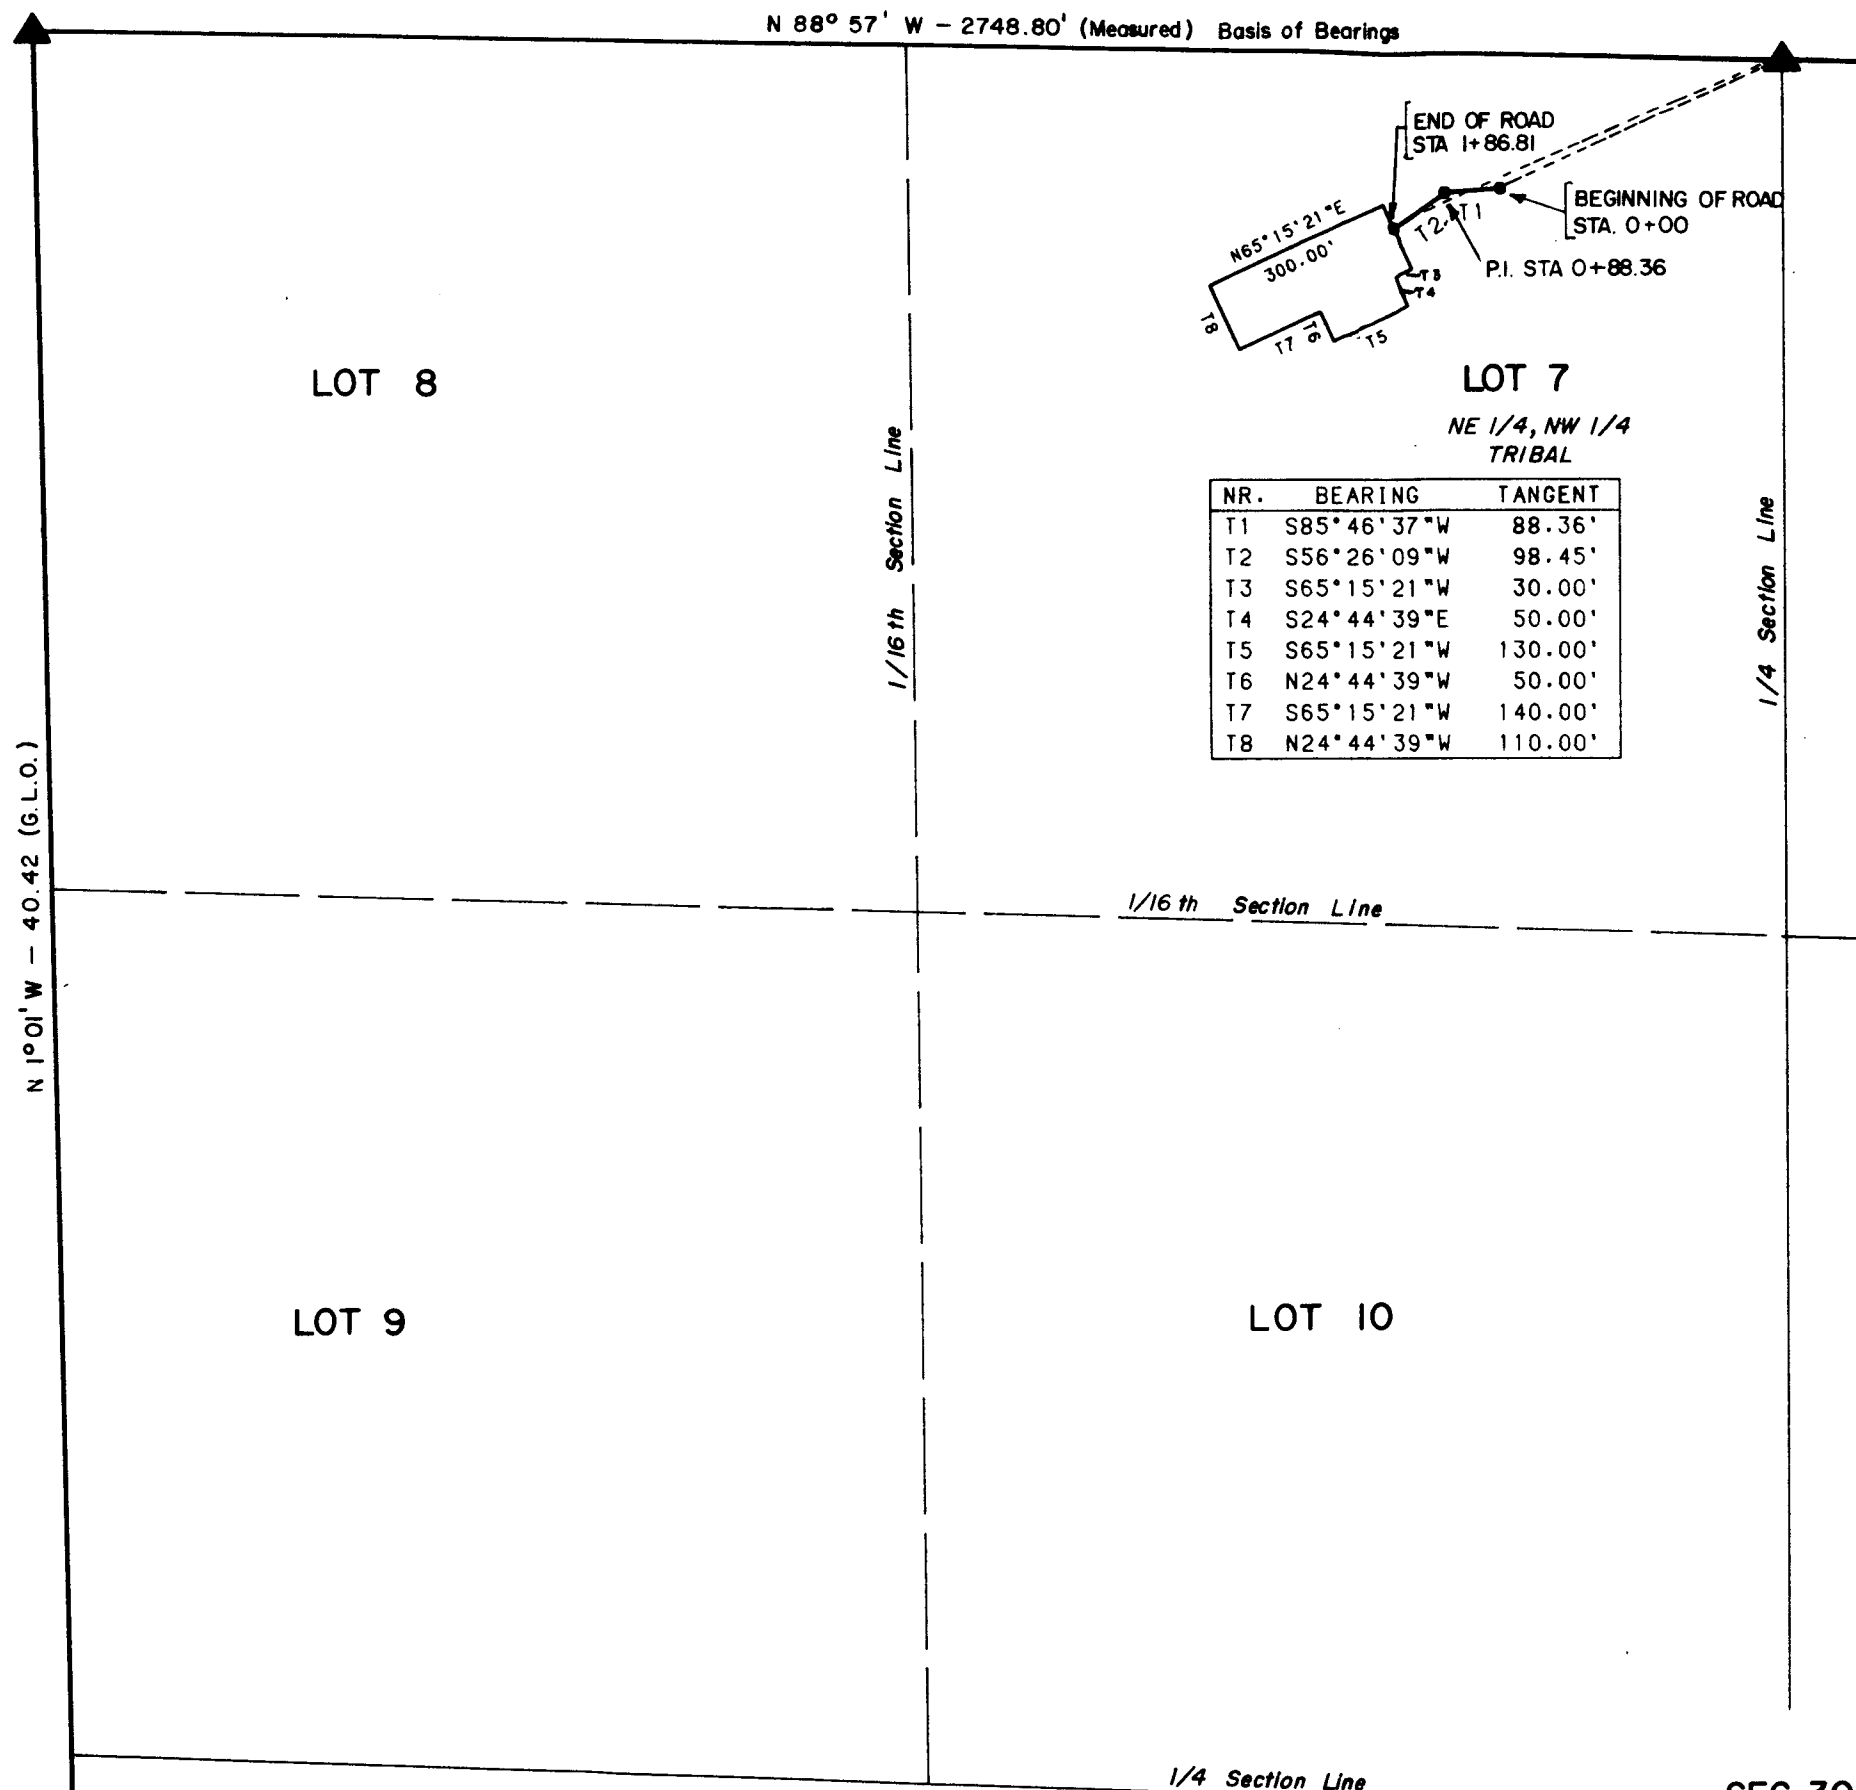 N 88° 57' W – 2748.80' (Measured) Basis of Bearings
END OF ROAD
STA 1+86.81
BEGINNING OF ROAD
STA. 0+00
P.I. STA 0+88.36
N65°15'21"E
300.00'
T1
T2
T3
T4
T5
T6
T7
T8
LOT 8
LOT 7
NE 1/4, NW 1/4
TRIBAL
NR. BEARING TANGENT
T1 S85°46'37"W 88.36'
T2 S56°26'09"W 98.45'
T3 S65°15'21"W 30.00'
T4 S24°44'39"E 50.00'
T5 S65°15'21"W 130.00'
T6 N24°44'39"W 50.00'
T7 S65°15'21"W 140.00'
T8 N24°44'39"W 110.00'
1/16th Section Line
1/4 Section Line
N 1°01' W – 40.42 (G.L.O.)
1/16 th Section Line
LOT 9
LOT 10
1/4 Section Line